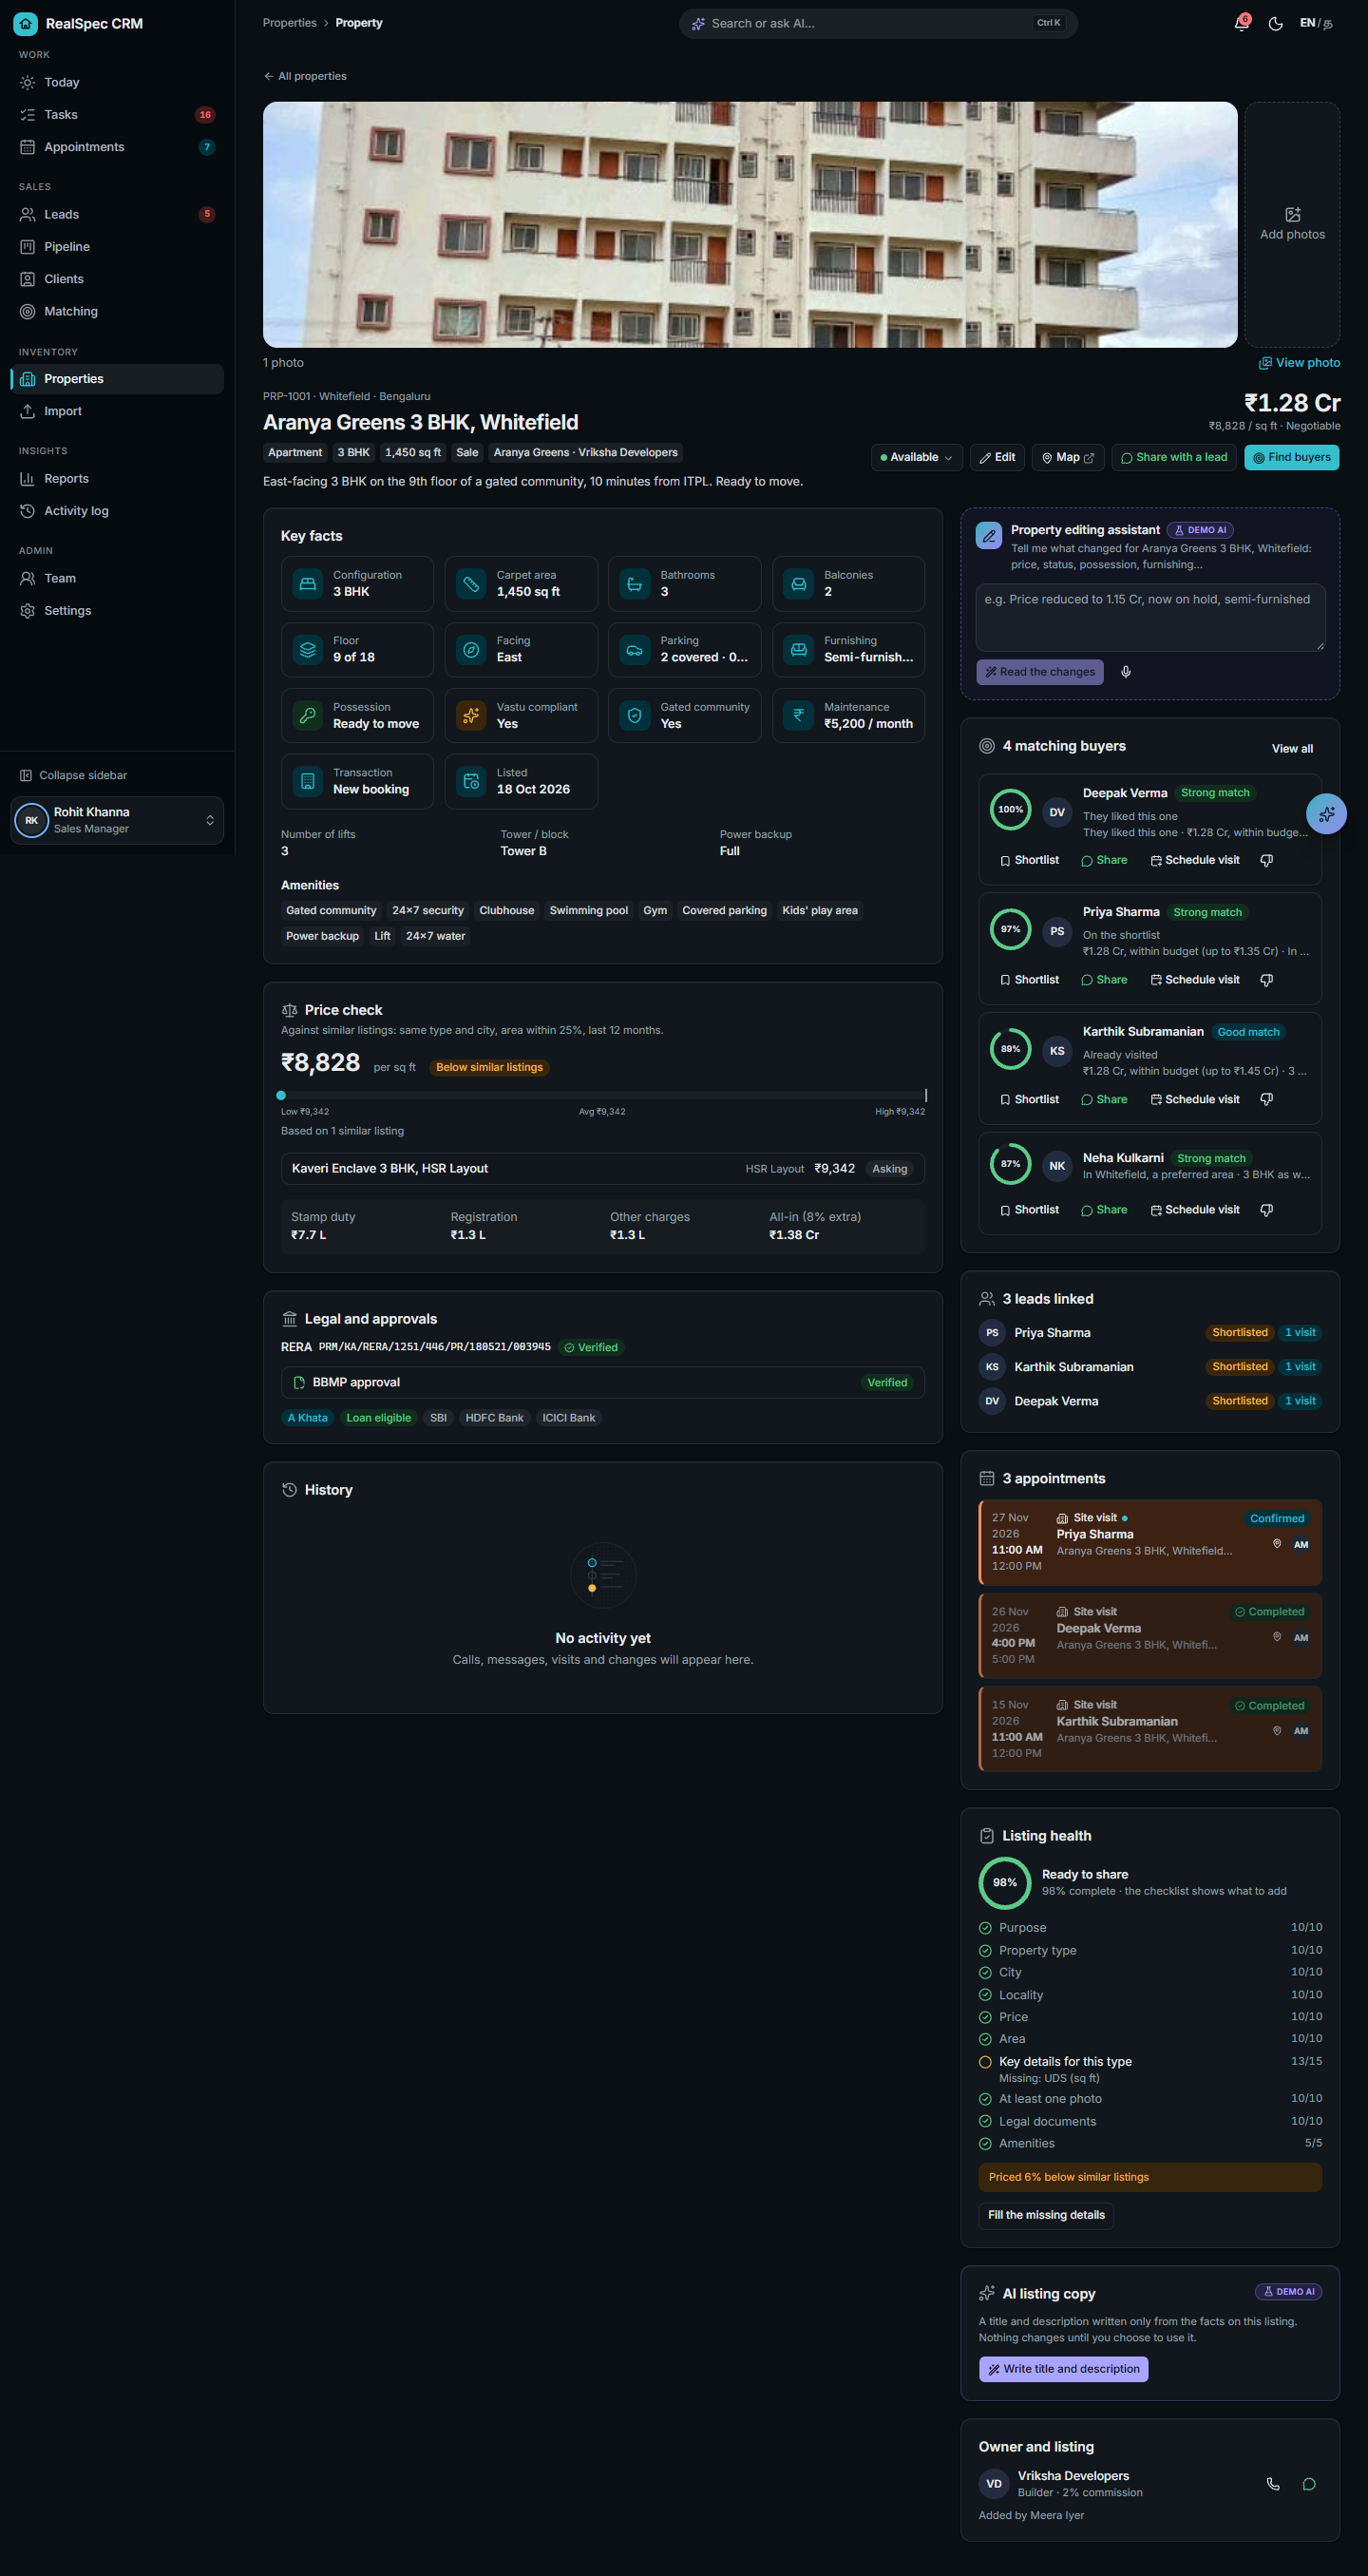 RealSpec CRM
WORK
Today
Tasks 16
Appointments 7
SALES
Leads 5
Pipeline
Clients
Matching
INVENTORY
Properties
Import
INSIGHTS
Reports
Activity log
ADMIN
Team
Settings
Collapse sidebar
RK Rohit Khanna
Sales Manager
Properties > Property
Search or ask AI... Ctrl K
6
EN / த
← All properties
Add photos
1 photo
View photo
PRP-1001 · Whitefield · Bengaluru
Aranya Greens 3 BHK, Whitefield
₹1.28 Cr
₹8,828 / sq ft · Negotiable
Apartment 3 BHK 1,450 sq ft Sale Aranya Greens · Vriksha Developers
Available Edit Map Share with a lead Find buyers
East-facing 3 BHK on the 9th floor of a gated community, 10 minutes from ITPL. Ready to move.
Key facts
Configuration
3 BHK
Carpet area
1,450 sq ft
Bathrooms
3
Balconies
2
Floor
9 of 18
Facing
East
Parking
2 covered · 0...
Furnishing
Semi-furnish...
Possession
Ready to move
Vastu compliant
Yes
Gated community
Yes
Maintenance
₹5,200 / month
Transaction
New booking
Listed
18 Oct 2026
Number of lifts
3
Tower / block
Tower B
Power backup
Full
Amenities
Gated community 24×7 security Clubhouse Swimming pool Gym Covered parking Kids' play area
Power backup Lift 24×7 water
Price check
Against similar listings: same type and city, area within 25%, last 12 months.
₹8,828 per sq ft Below similar listings
Low ₹9,342 Avg ₹9,342 High ₹9,342
Based on 1 similar listing
Kaveri Enclave 3 BHK, HSR Layout HSR Layout ₹9,342 Asking
Stamp duty
₹7.7 L
Registration
₹1.3 L
Other charges
₹1.3 L
All-in (8% extra)
₹1.38 Cr
Legal and approvals
RERA PRM/KA/RERA/1251/446/PR/180521/003945 Verified
BBMP approval Verified
A Khata Loan eligible SBI HDFC Bank ICICI Bank
History
No activity yet
Calls, messages, visits and changes will appear here.
Property editing assistant DEMO AI
Tell me what changed for Aranya Greens 3 BHK, Whitefield:
price, status, possession, furnishing...
e.g. Price reduced to 1.15 Cr, now on hold, semi-furnished
Read the changes
4 matching buyers View all
100% DV Deepak Verma Strong match
They liked this one
They liked this one · ₹1.28 Cr, within budge...
Shortlist Share Schedule visit
97% PS Priya Sharma Strong match
On the shortlist
₹1.28 Cr, within budget (up to ₹1.35 Cr) · In ...
Shortlist Share Schedule visit
89% KS Karthik Subramanian Good match
Already visited
₹1.28 Cr, within budget (up to ₹1.45 Cr) · 3 ...
Shortlist Share Schedule visit
87% NK Neha Kulkarni Strong match
In Whitefield, a preferred area · 3 BHK as w...
Shortlist Share Schedule visit
3 leads linked
PS Priya Sharma Shortlisted 1 visit
KS Karthik Subramanian Shortlisted 1 visit
DV Deepak Verma Shortlisted 1 visit
3 appointments
27 Nov
2026
11:00 AM
12:00 PM
Site visit
Priya Sharma
Aranya Greens 3 BHK, Whitefield...
Confirmed
AM
26 Nov
2026
4:00 PM
5:00 PM
Site visit
Deepak Verma
Aranya Greens 3 BHK, Whitefi...
Completed
AM
15 Nov
2026
11:00 AM
12:00 PM
Site visit
Karthik Subramanian
Aranya Greens 3 BHK, Whitefi...
Completed
AM
Listing health
98% Ready to share
98% complete · the checklist shows what to add
Purpose 10/10
Property type 10/10
City 10/10
Locality 10/10
Price 10/10
Area 10/10
Key details for this type 13/15
Missing: UDS (sq ft)
At least one photo 10/10
Legal documents 10/10
Amenities 5/5
Priced 6% below similar listings
Fill the missing details
AI listing copy DEMO AI
A title and description written only from the facts on this listing.
Nothing changes until you choose to use it.
Write title and description
Owner and listing
VD Vriksha Developers
Builder · 2% commission
Added by Meera Iyer